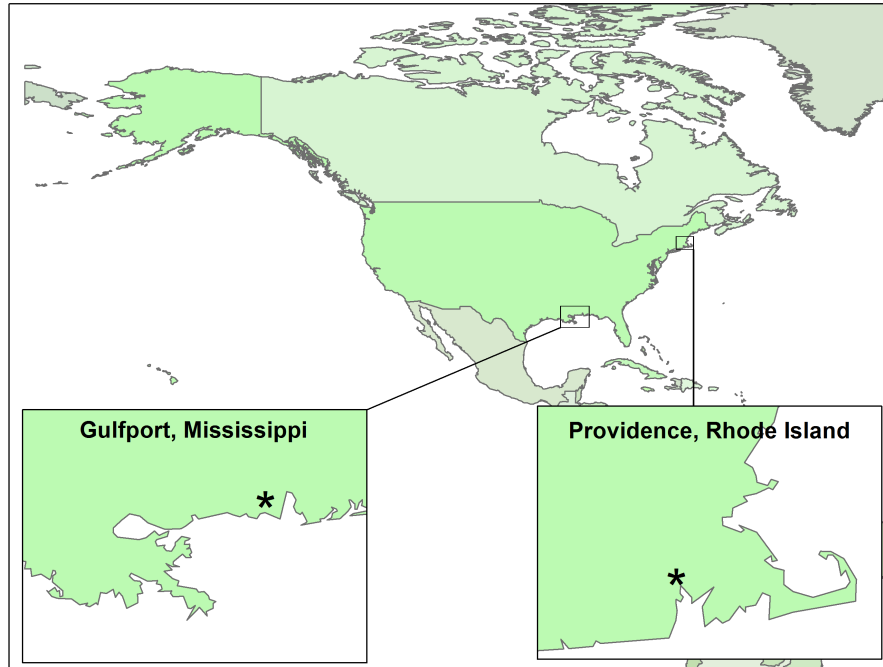 Gulfport, Mississippi
*
Providence, Rhode Island
*